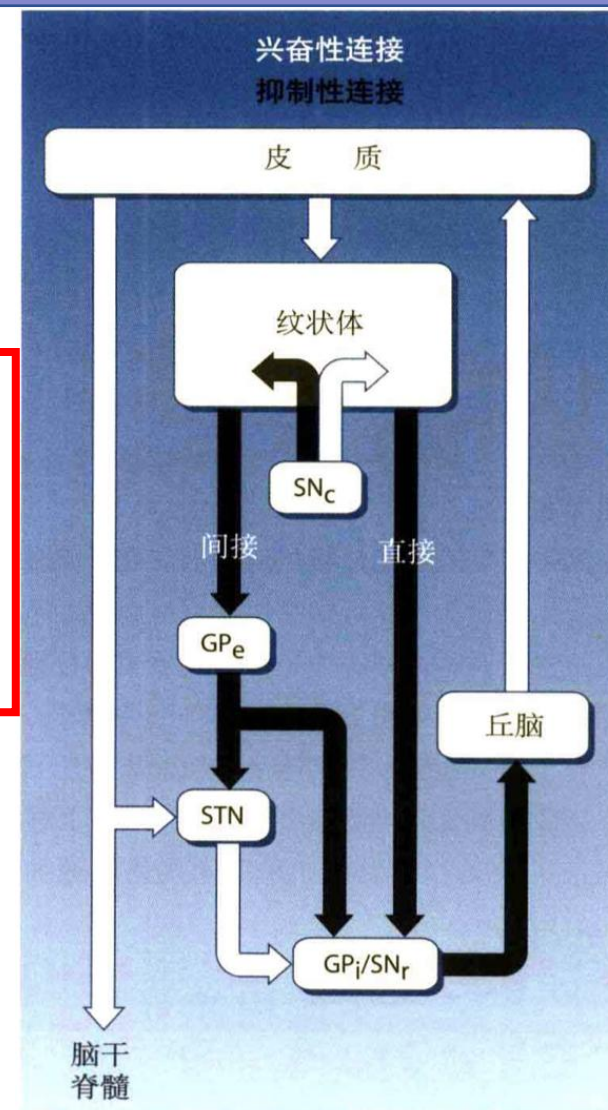 兴奋性连接
抑制性连接
皮 质
纹状体
SNc
间接
直接
GPe
丘脑
STN
GPi/SNr
脑干
脊髓